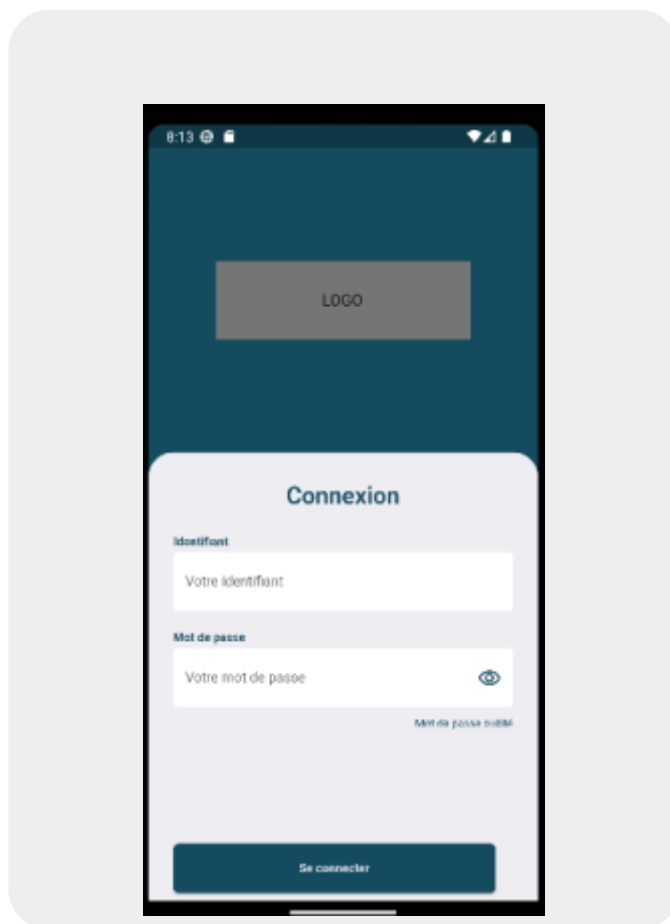 8:13
LOGO
Connexion
Identifiant
Votre identifiant
Mot de passe
Votre mot de passe
Mot de passe oublié
Se connecter